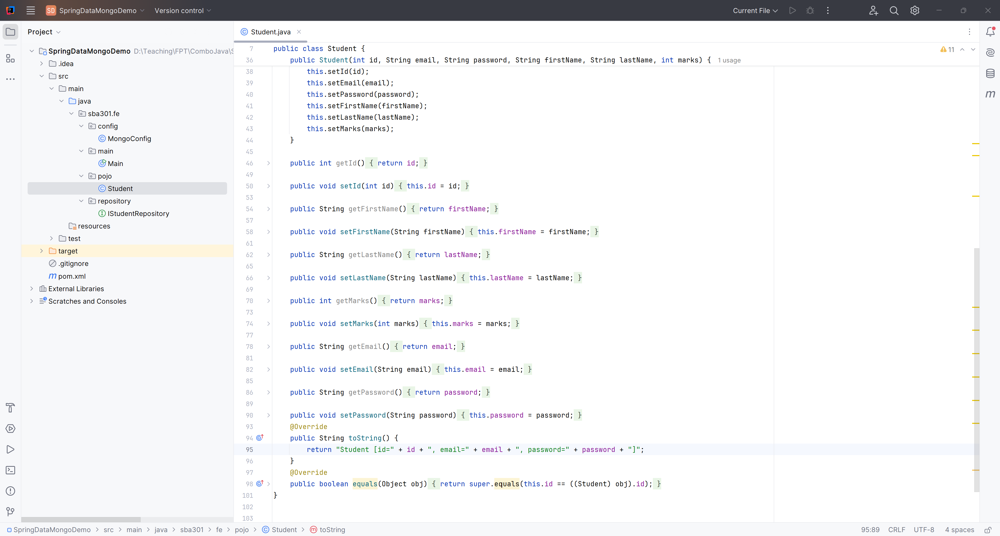 SD SpringDataMongoDemo Version control Current File
Project
SpringDataMongoDemo D:\Teaching\FPT\ComboJava\S
.idea
src
main
java
sba301.fe
config
MongoConfig
main
Main
pojo
Student
repository
IStudentRepository
resources
test
target
.gitignore
m pom.xml
External Libraries
Scratches and Consoles
Student.java
7 public class Student {
11
36 public Student(int id, String email, String password, String firstName, String lastName, int marks) { 1 usage
38 this.setId(id);
39 this.setEmail(email);
40 this.setPassword(password);
41 this.setFirstName(firstName);
42 this.setLastName(lastName);
43 this.setMarks(marks);
44 }
45
46 public int getId() { return id; }
49
50 public void setId(int id) { this.id = id; }
53
54 public String getFirstName() { return firstName; }
57
58 public void setFirstName(String firstName) { this.firstName = firstName; }
61
62 public String getLastName() { return lastName; }
65
66 public void setLastName(String lastName) { this.lastName = lastName; }
69
70 public int getMarks() { return marks; }
73
74 public void setMarks(int marks) { this.marks = marks; }
77
78 public String getEmail() { return email; }
81
82 public void setEmail(String email) { this.email = email; }
85
86 public String getPassword() { return password; }
89
90 public void setPassword(String password) { this.password = password; }
93 @Override
94 public String toString() {
95 return "Student [id=" + id + ", email=" + email + ", password=" + password + "]";
96 }
97 @Override
98 public boolean equals(Object obj) { return super.equals(this.id == ((Student) obj).id); }
101 }
102
103
m
SpringDataMongoDemo > src > main > java > sba301 > fe > pojo > Student > toString 95:89 CRLF UTF-8 4 spaces